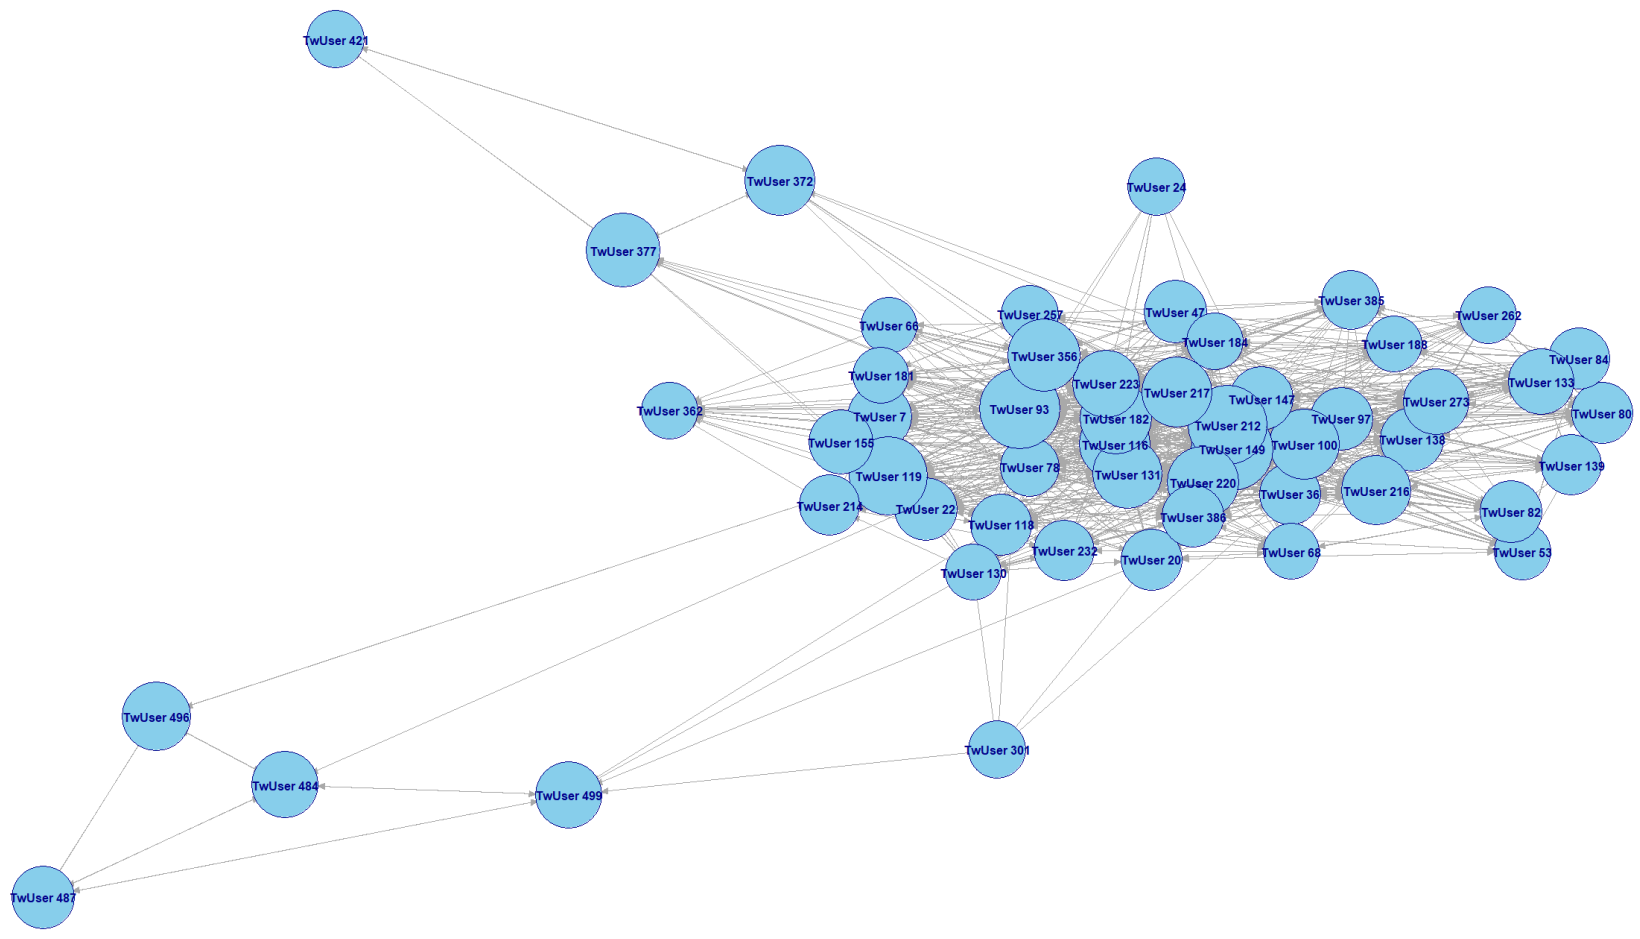 TwUser 421
TwUser 372
TwUser 24
TwUser 377
TwUser 385
TwUser 47
TwUser 257
TwUser 262
TwUser 66
TwUser 184
TwUser 188
TwUser 356
TwUser 84
TwUser 181
TwUser 223
TwUser 133
TwUser 217
TwUser 147
TwUser 273
TwUser 93
TwUser 362
TwUser 80
TwUser 7
TwUser 182
TwUser 97
TwUser 212
TwUser 155
TwUser 138
TwUser 116
TwUser 100
TwUser 149
TwUser 139
TwUser 78
TwUser 131
TwUser 119
TwUser 220
TwUser 216
TwUser 36
TwUser 214
TwUser 22
TwUser 82
TwUser 386
TwUser 118
TwUser 232
TwUser 68
TwUser 53
TwUser 20
TwUser 130
TwUser 496
TwUser 301
TwUser 484
TwUser 499
TwUser 487